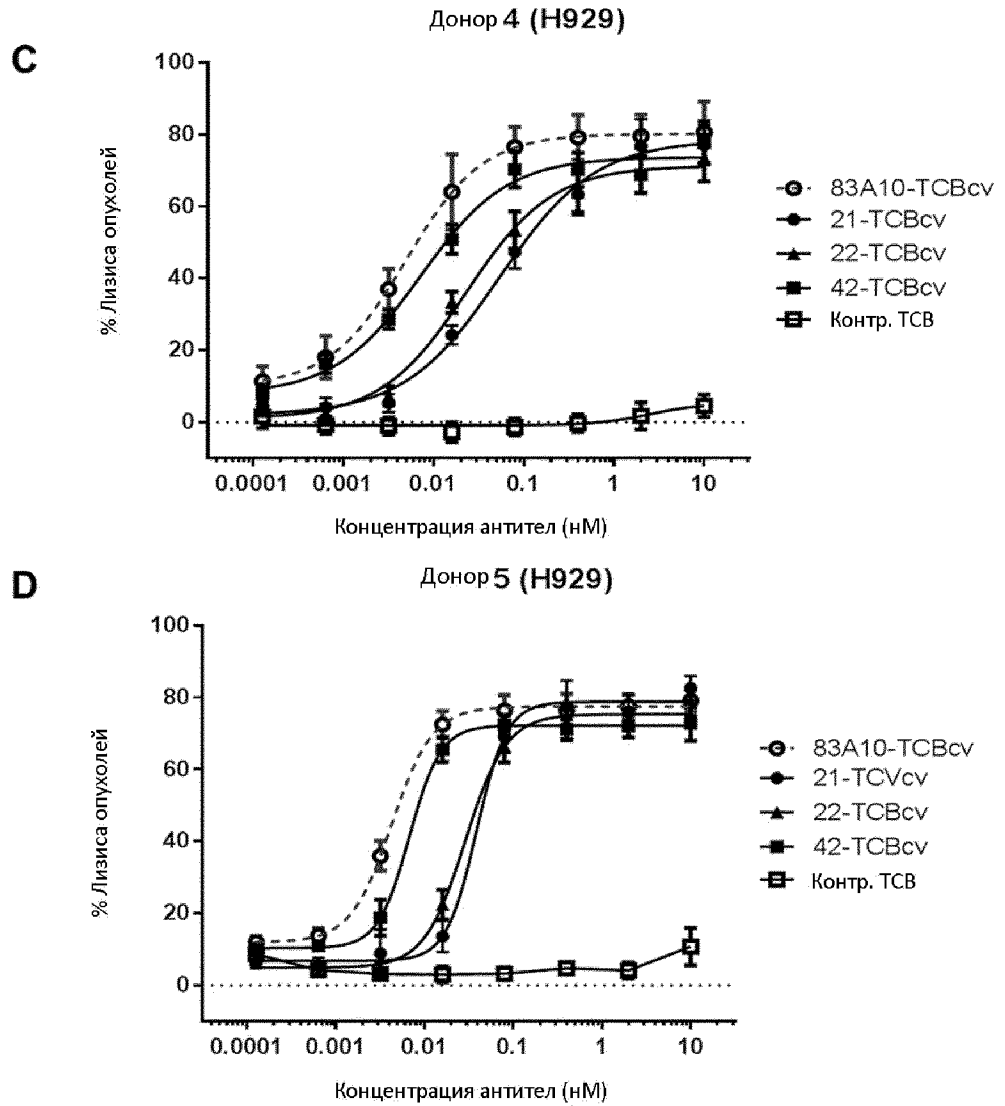 Донор 4 (H929)
C
100
80
60
40
20
0
% Лизиса опухолей
0.0001 0.001 0.01 0.1 1 10
Концентрация антител (нМ)
83A10-TCBcv
21-TCBcv
22-TCBcv
42-TCBcv
Контр. TCB
Донор 5 (H929)
D
100
80
60
40
20
0
% Лизиса опухолей
0.0001 0.001 0.01 0.1 1 10
Концентрация антител (нМ)
83A10-TCBcv
21-TCVcv
22-TCBcv
42-TCBcv
Контр. TCB